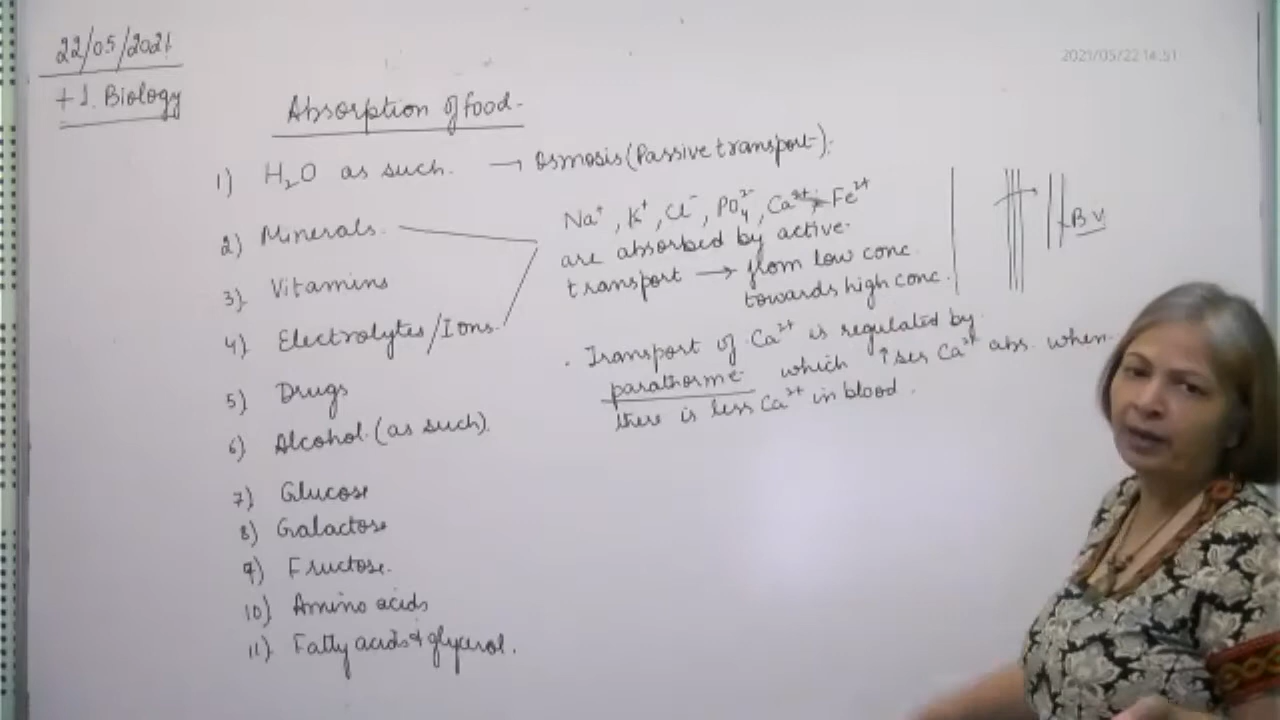 22/05/2021
2021/05/22 14:51
+1. Biology
Absorption of food.
1) H₂O as such. → Osmosis (Passive transport).
2) Minerals.
3) Vitamins
4) Electrolytes/Ions.
5) Drugs
6) Alcohol (as such).
7) Glucose
8) Galactose
9) Fructose.
10) Amino acids
11) Fatty acids & glycerol.
Na⁺, K⁺, Cl⁻, PO₄²⁻, Ca²⁺, Fe²⁺
are absorbed by active
transport → from low conc
towards high conc.
B.v
. Transport of Ca²⁺ is regulated by
parathorme which ↑ses Ca²⁺ abs. when
there is less Ca²⁺ in blood.